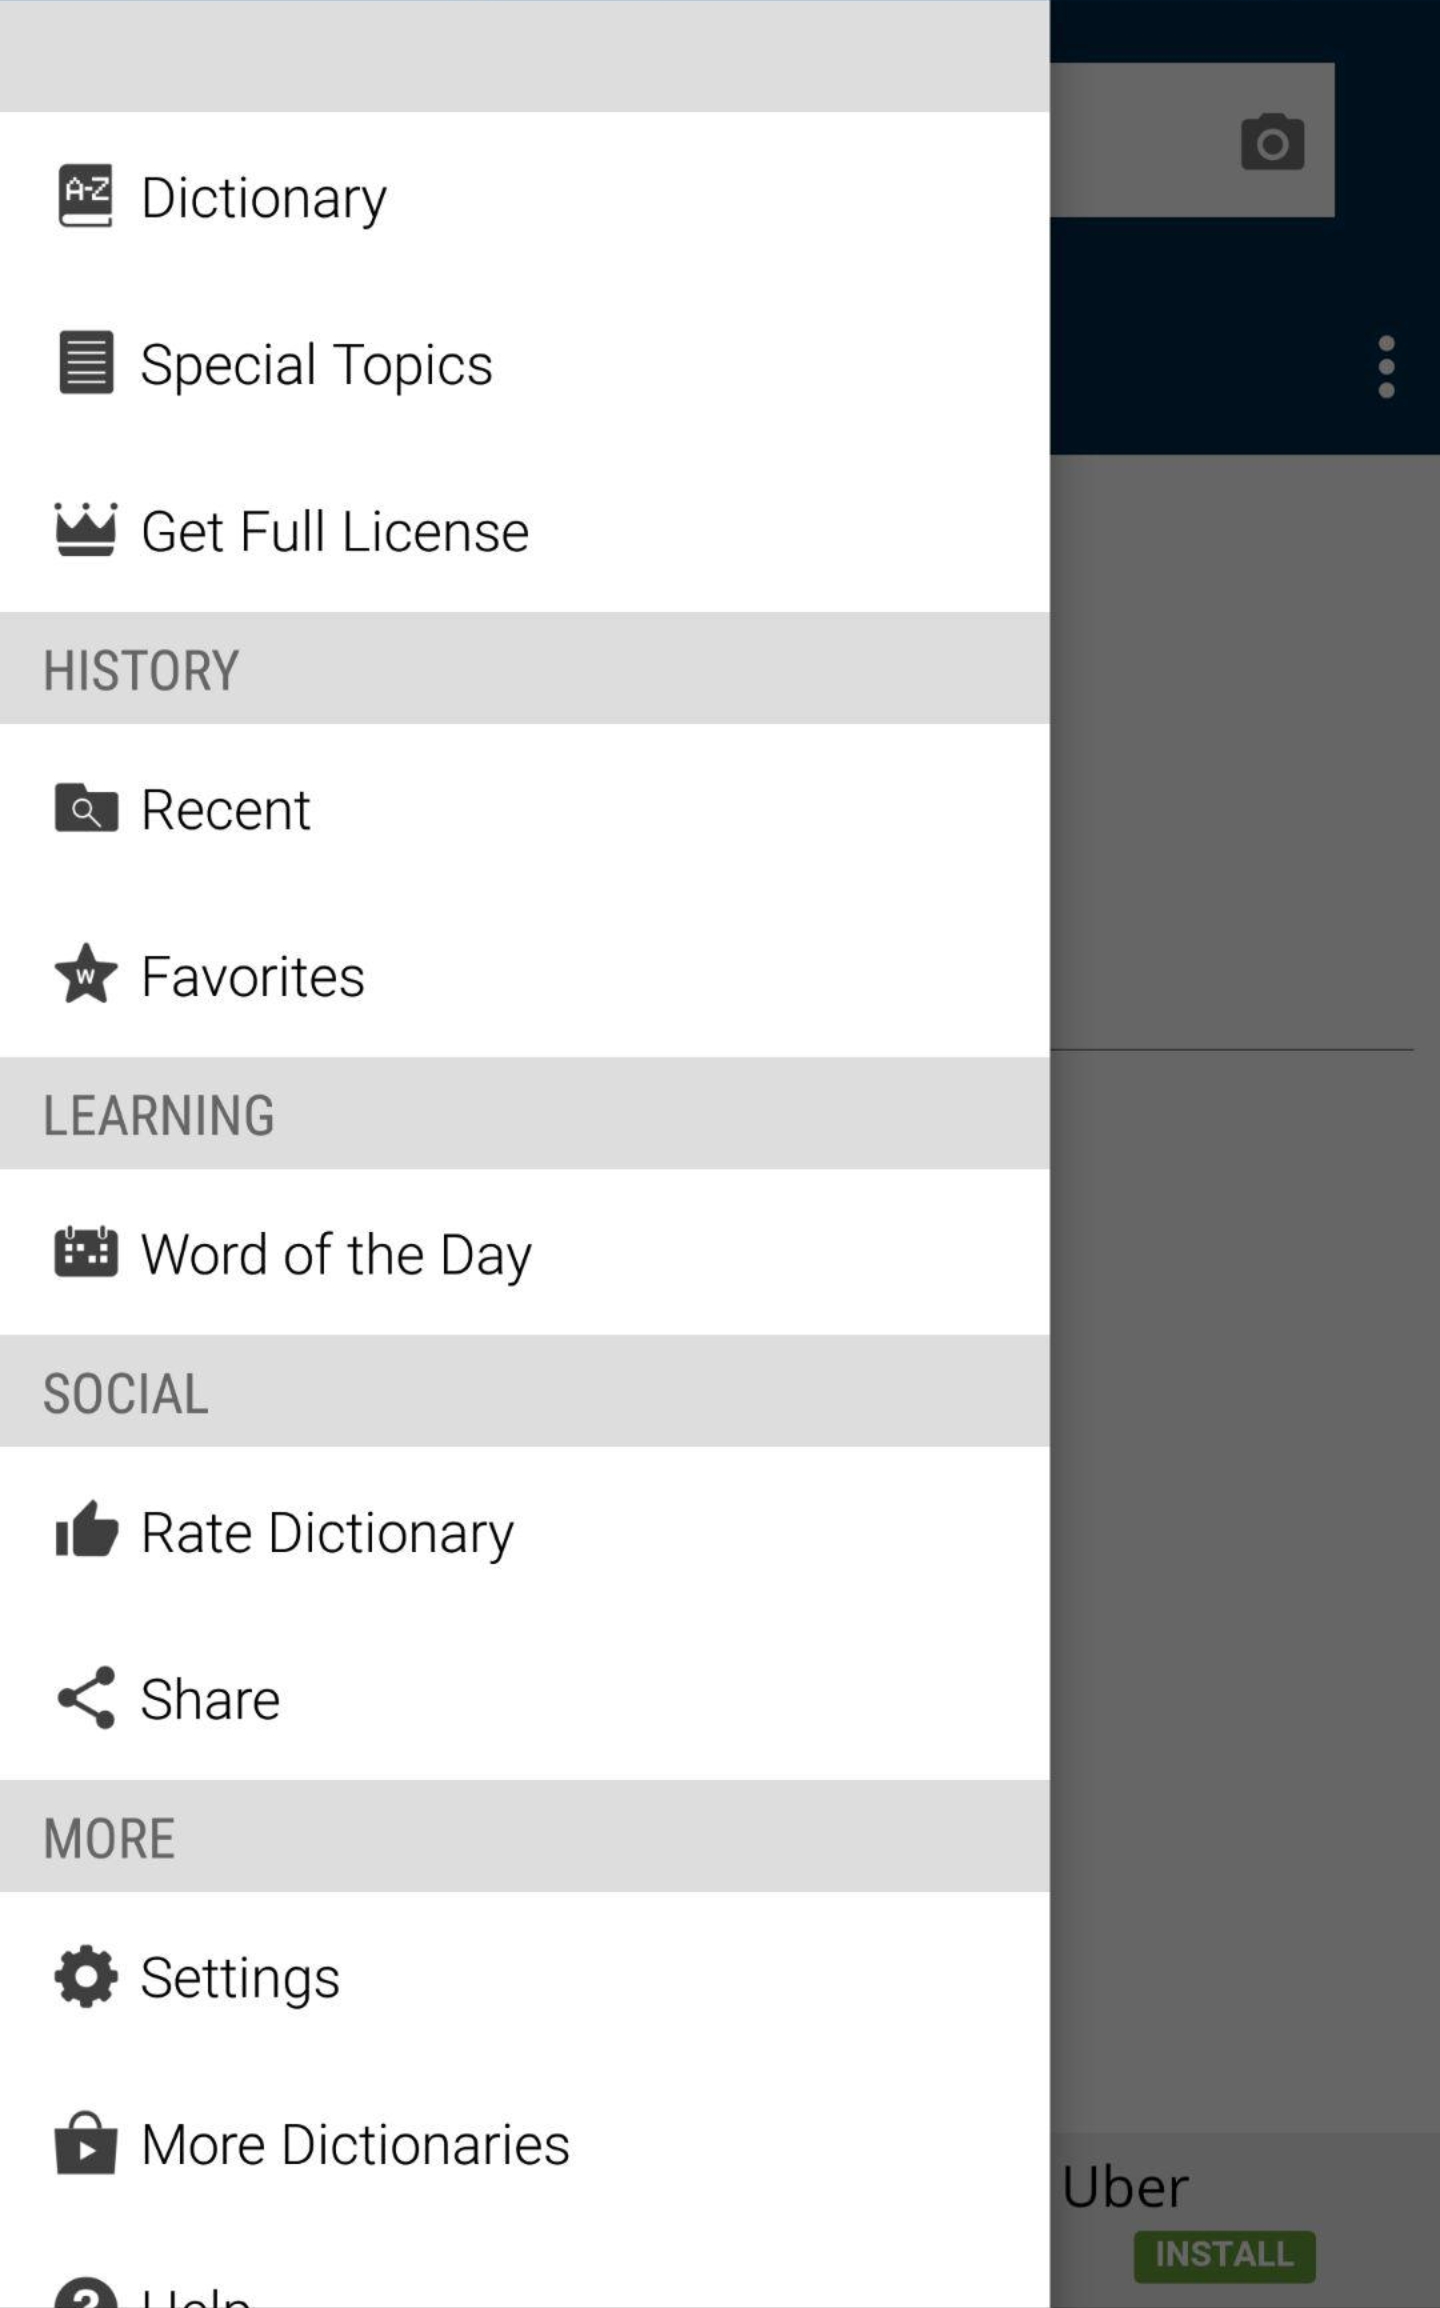 A-Z Dictionary
Special Topics
Get Full License
HISTORY
Recent
W Favorites
LEARNING
Word of the Day
SOCIAL
Rate Dictionary
Share
MORE
Settings
More Dictionaries
Uber
INSTALL
? Help